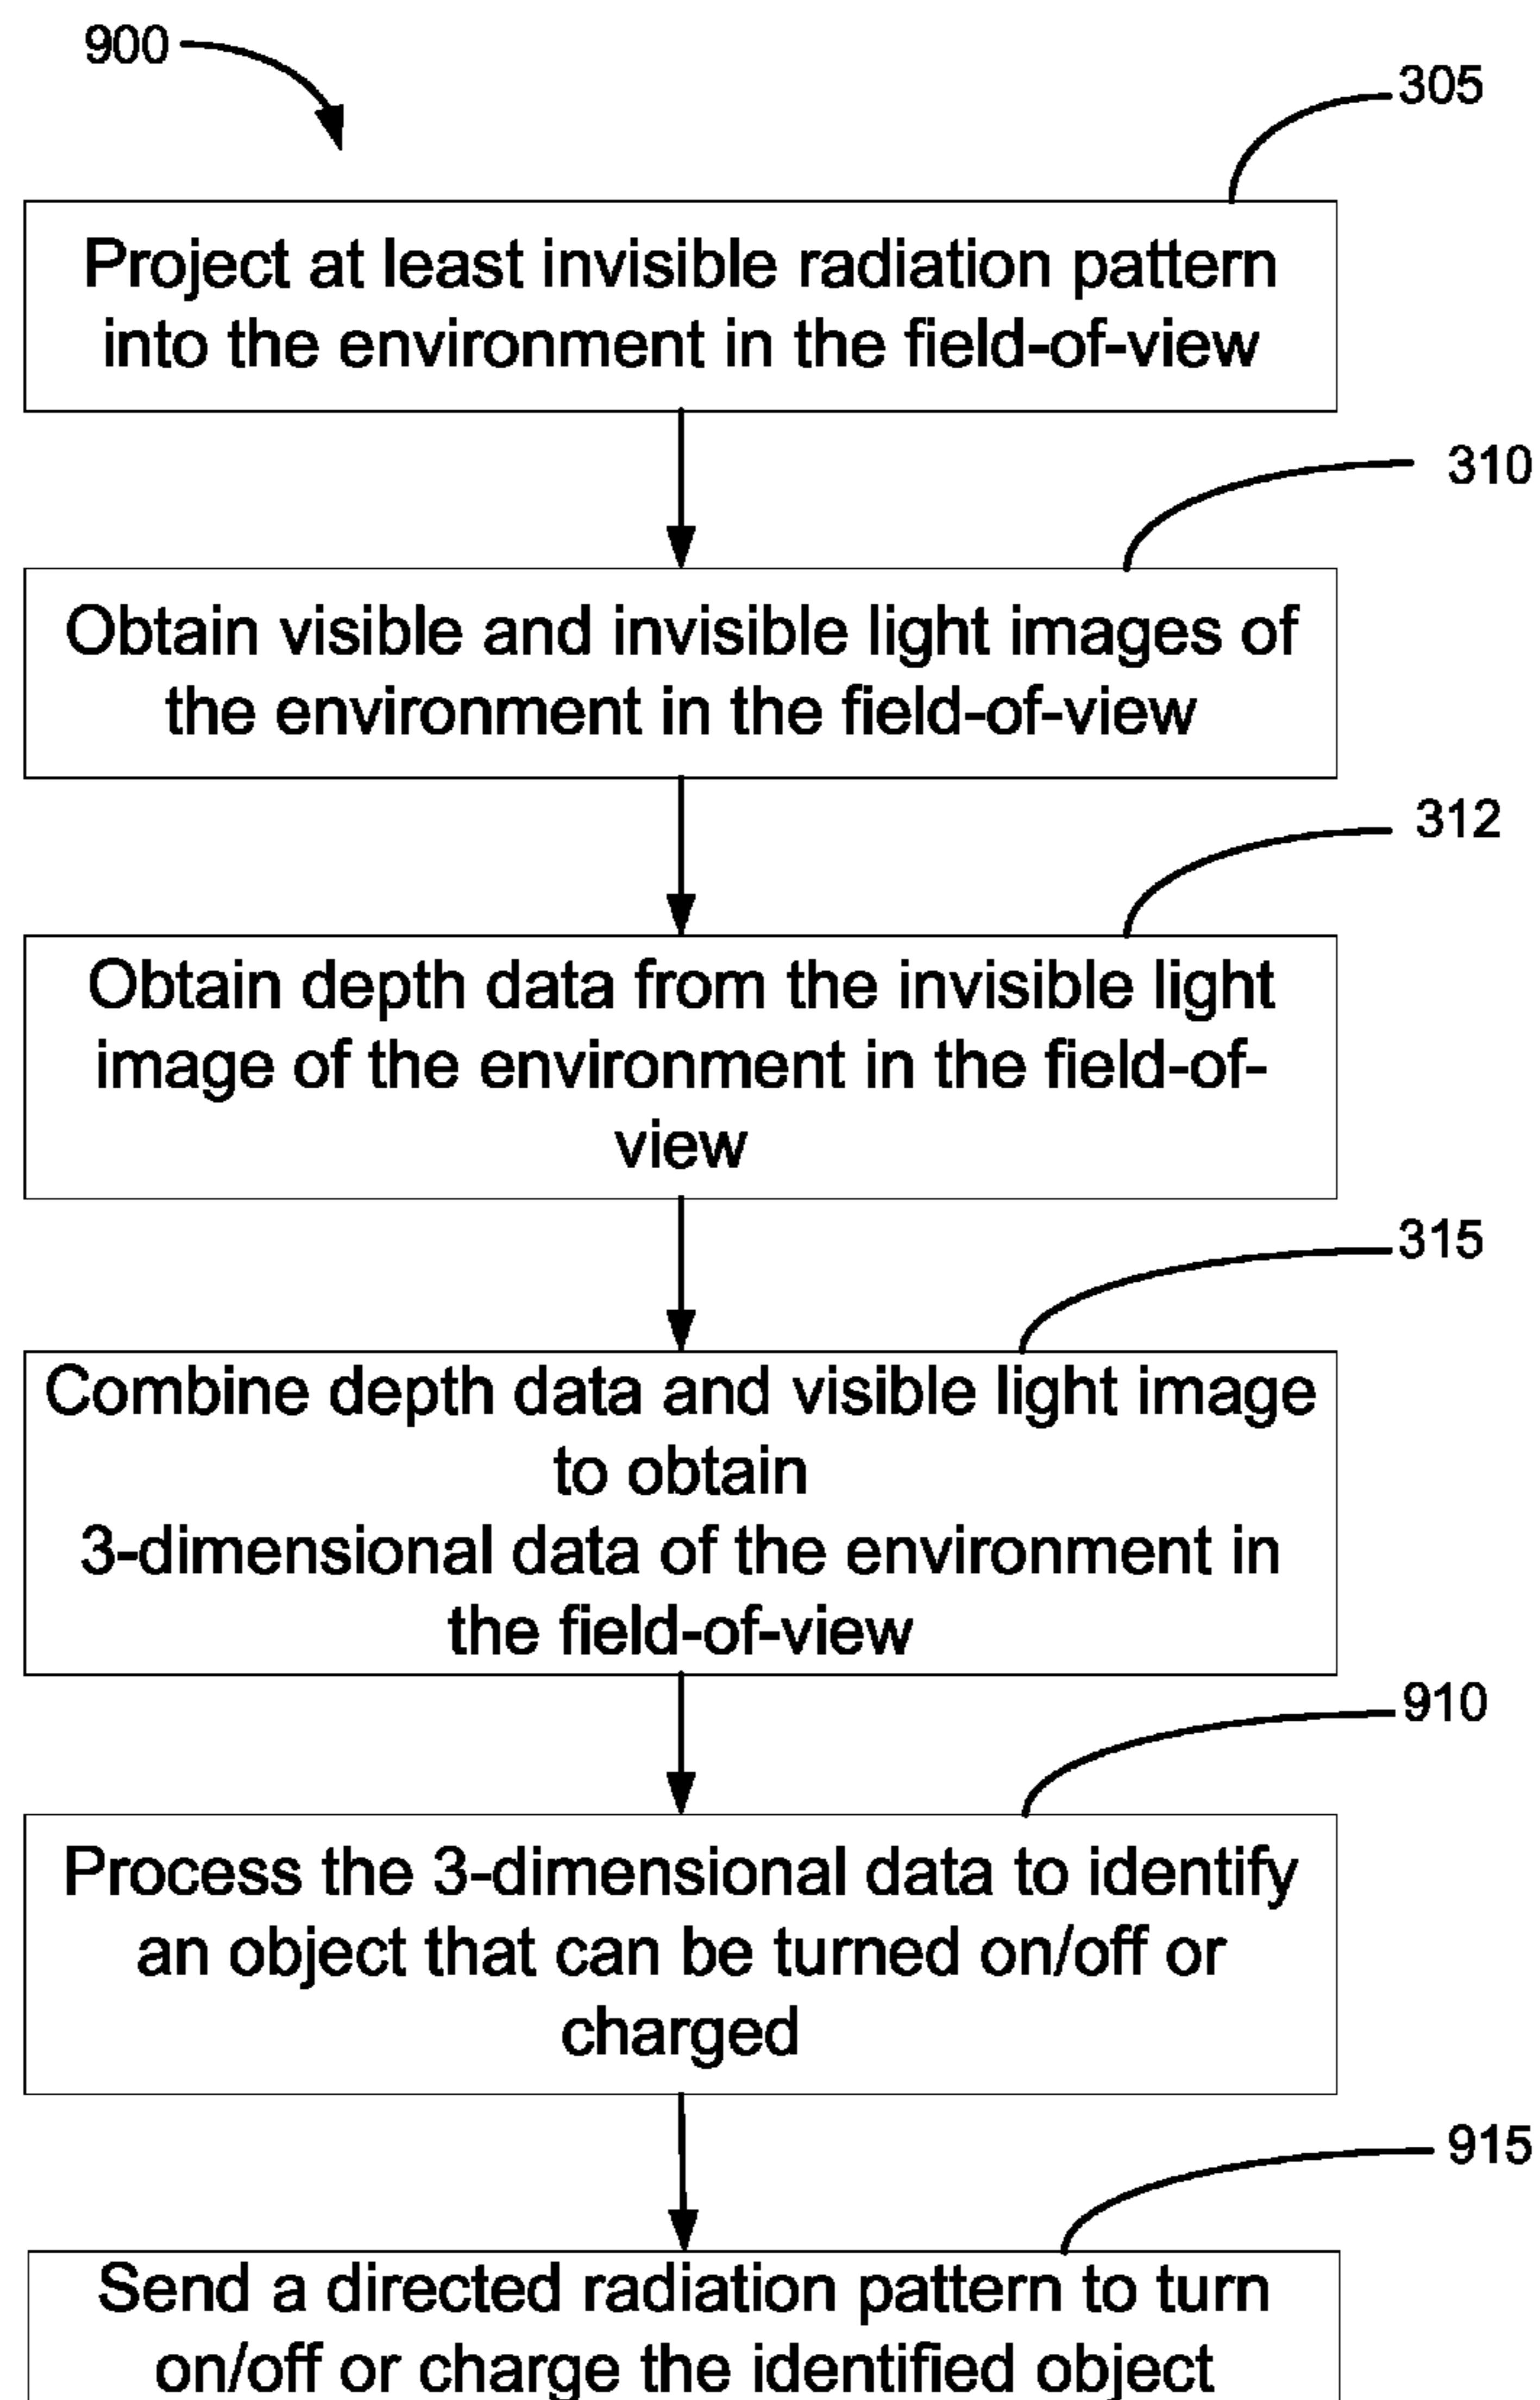 900
305
Project at least invisible radiation pattern
into the environment in the field-of-view
310
Obtain visible and invisible light images of
the environment in the field-of-view
312
Obtain depth data from the invisible light
image of the environment in the field-of-
view
315
Combine depth data and visible light image
to obtain
3-dimensional data of the environment in
the field-of-view
910
Process the 3-dimensional data to identify
an object that can be turned on/off or
charged
915
Send a directed radiation pattern to turn
on/off or charge the identified object